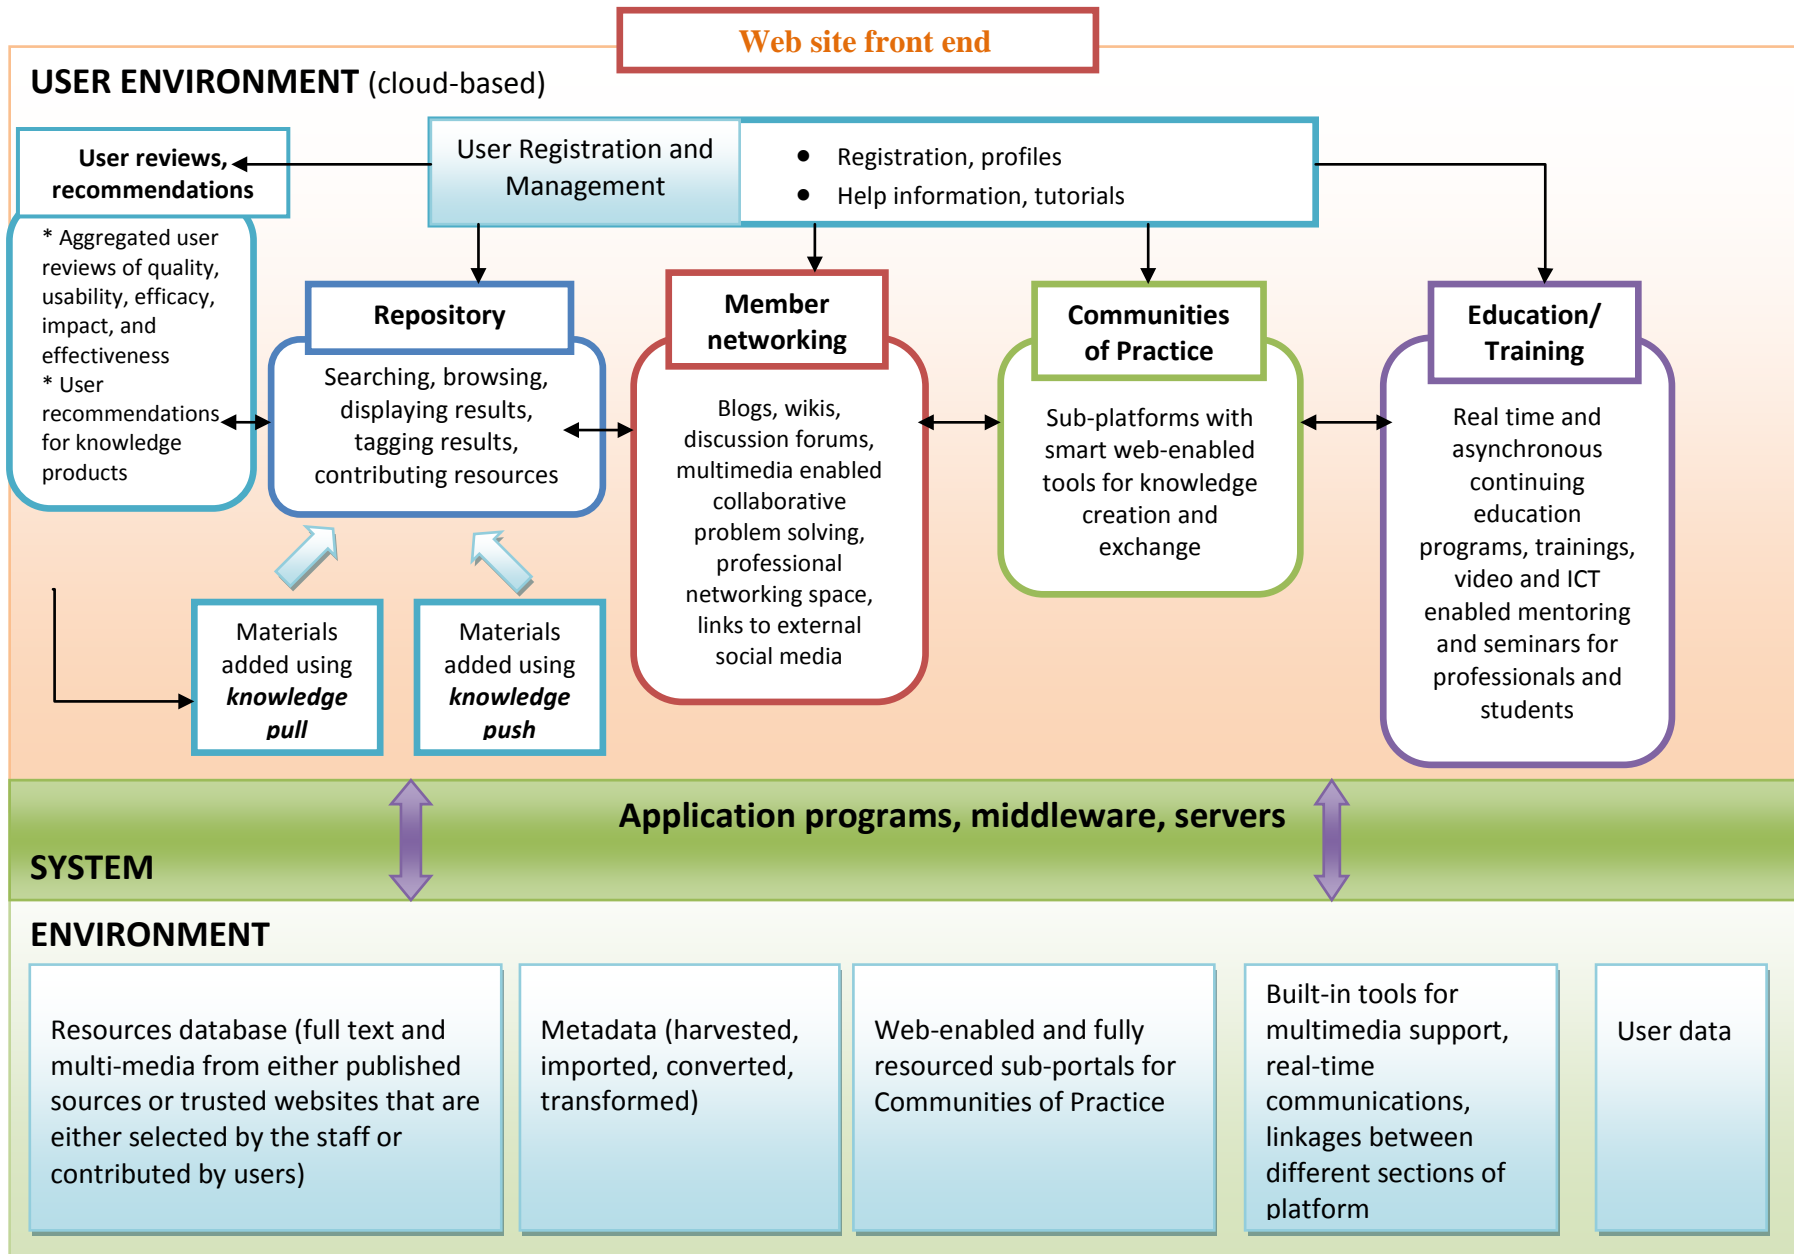 Web site front end
USER ENVIRONMENT (cloud-based)
User reviews,
recommendations
User Registration and
Management
● Registration, profiles
● Help information, tutorials
* Aggregated user
reviews of quality,
usability, efficacy,
impact, and
effectiveness
* User
recommendations
for knowledge
products
Repository
Searching, browsing,
displaying results,
tagging results,
contributing resources
Member
networking
Blogs, wikis,
discussion forums,
multimedia enabled
collaborative
problem solving,
professional
networking space,
links to external
social media
Communities
of Practice
Sub-platforms with
smart web-enabled
tools for knowledge
creation and
exchange
Education/
Training
Real time and
asynchronous
continuing
education
programs, trainings,
video and ICT
enabled mentoring
and seminars for
professionals and
students
Materials
added using
knowledge
pull
Materials
added using
knowledge
push
Application programs, middleware, servers
SYSTEM
ENVIRONMENT
Resources database (full text and
multi-media from either published
sources or trusted websites that are
either selected by the staff or
contributed by users)
Metadata (harvested,
imported, converted,
transformed)
Web-enabled and fully
resourced sub-portals for
Communities of Practice
Built-in tools for
multimedia support,
real-time
communications,
linkages between
different sections of
platform
User data